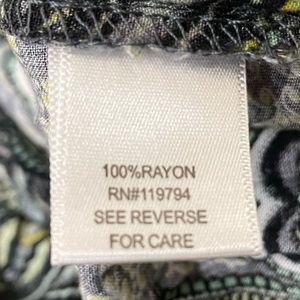 100%RAYON
RN#119794
SEE REVERSE
FOR CARE